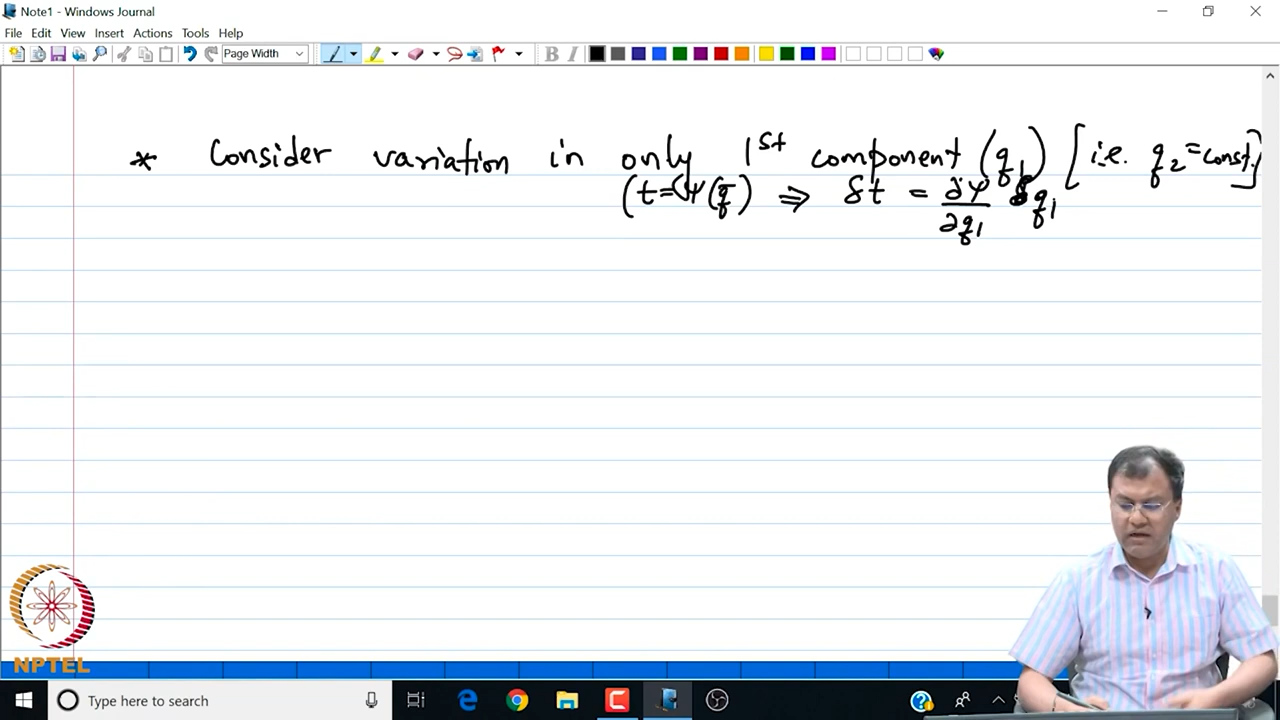 Note1 - Windows Journal
File Edit View Insert Actions Tools Help
Page Width
B I
* Consider variation in only 1st component (q₁) [i.e. q₂ = const.]
(t = ψ(q̄) ⇒ δt = ∂ψ/∂q₁ δq₁
NPTEL
Type here to search